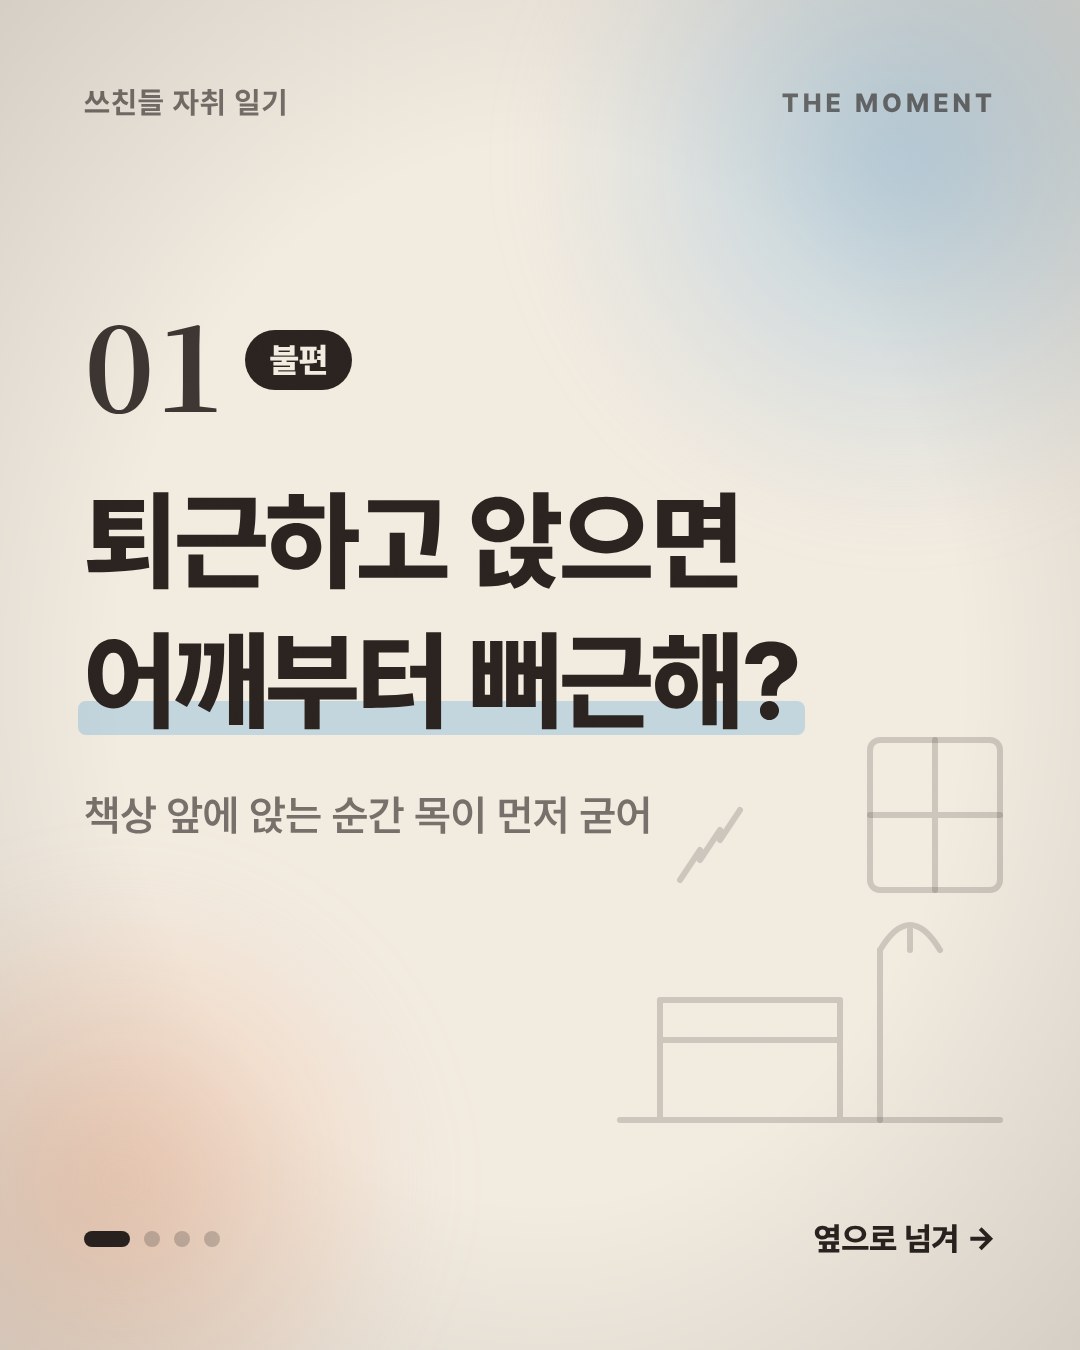 쓰친들 자취 일기
THE MOMENT
01 불편
퇴근하고 앉으면
어깨부터 뻐근해?
책상 앞에 앉는 순간 목이 먼저 굳어
옆으로 넘겨 →